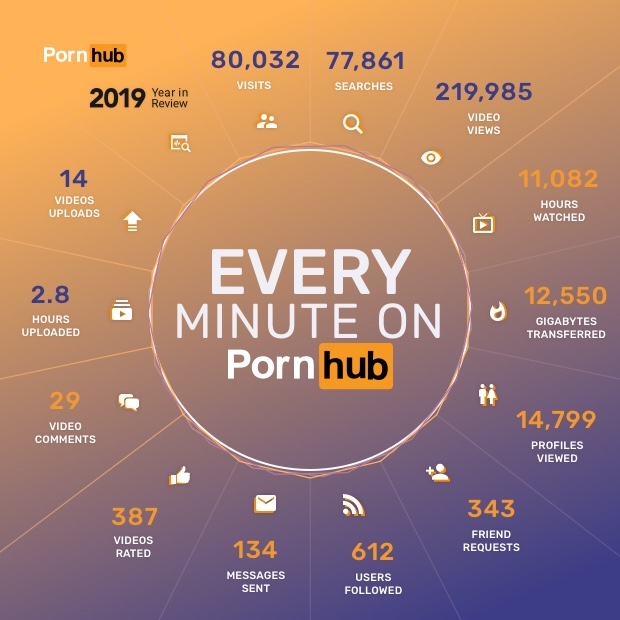 Pornhub
2019 Year in
Review
80,032
VISITS
77,861
SEARCHES
219,985
VIDEO
VIEWS
11,082
HOURS
WATCHED
12,550
GIGABYTES
TRANSFERRED
14,799
PROFILES
VIEWED
343
FRIEND
REQUESTS
612
USERS
FOLLOWED
134
MESSAGES
SENT
387
VIDEOS
RATED
29
VIDEO
COMMENTS
2.8
HOURS
UPLOADED
14
VIDEOS
UPLOADS
EVERY
MINUTE ON
Pornhub